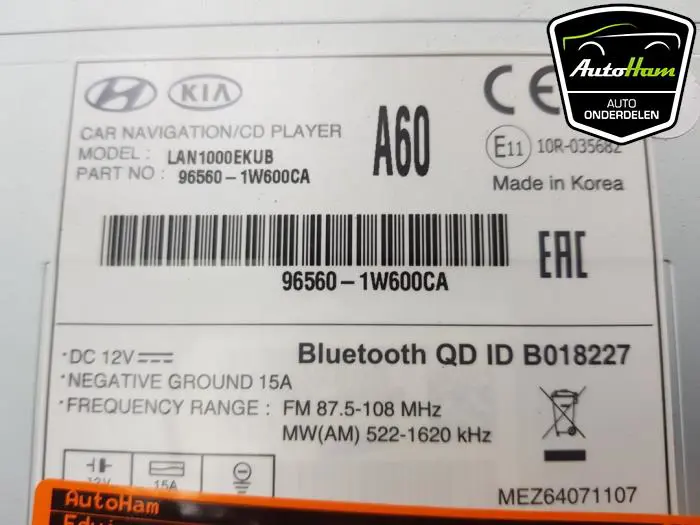 AutoHam
AUTO
ONDERDELEN
KIA
CE
CAR NAVIGATION/CD PLAYER
MODEL : LAN1000EKUB
PART NO : 96560-1W600CA
A60
E11 10R-035682
Made in Korea
96560-1W600CA
EAC
·DC 12V
Bluetooth QD ID B018227
·NEGATIVE GROUND 15A
·FREQUENCY RANGE : FM 87.5-108 MHz
MW(AM) 522-1620 kHz
12V 15A
MEZ64071107
AutoHam